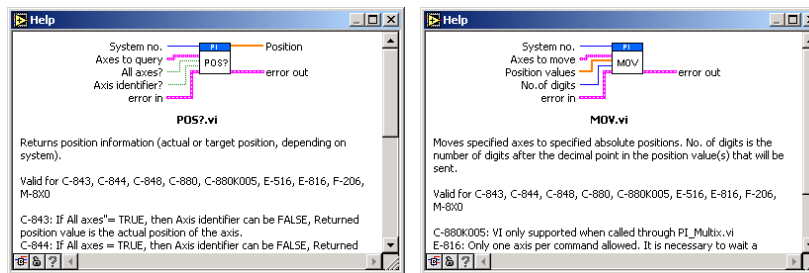 Help
System no.
Axes to query
All axes?
Axis identifier?
error in
PI
POS?
Position
error out
POS?.vi
Returns position information (actual or target position, depending on
system).
Valid for C-843, C-844, C-848, C-880, C-880K005, E-516, E-816, F-206,
M-8X0
C-843: If All axes"= TRUE, then Axis identifier can be FALSE, Returned
position value is the actual position of the axis.
C-844: If All axes = TRUE, then Axis identifier can be FALSE, Returned
?
Help
System no.
Axes to move
Position values
No.of digits
error in
PI
MOV
error out
MOV.vi
Moves specified axes to specified absolute positions. No. of digits is the
number of digits after the decimal point in the position value(s) that will be
sent.
Valid for C-843, C-844, C-848, C-880, C-880K005, E-516, E-816, F-206,
M-8X0
C-880K005: VI only supported when called through PI_Multix.vi
E-816: Only one axis per command allowed. It is necessary to wait a
?